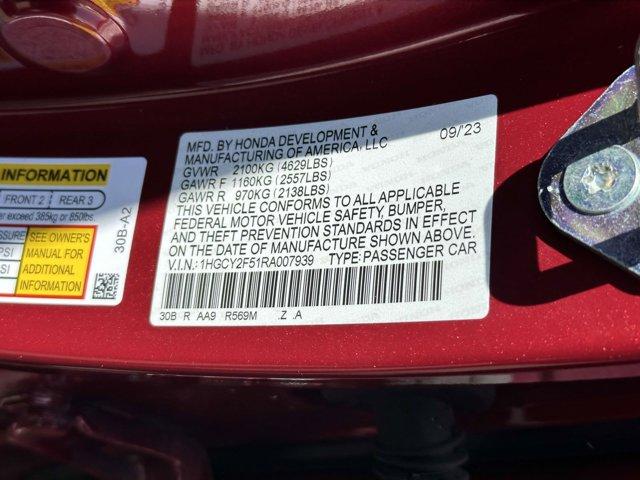 MFD. BY HONDA DEVELOPMENT & 09/'23
MANUFACTURING OF AMERICA, LLC
GVWR 2100KG (4629LBS)
GAWR F 1160KG (2557LBS)
GAWR R 970KG (2138LBS)
THIS VEHICLE CONFORMS TO ALL APPLICABLE
FEDERAL MOTOR VEHICLE SAFETY, BUMPER,
AND THEFT PREVENTION STANDARDS IN EFFECT
ON THE DATE OF MANUFACTURE SHOWN ABOVE.
V.I.N.: 1HGCY2F51RA007939 TYPE: PASSENGER CAR
30B R AA9 R569M .Z .A
INFORMATION
FRONT 2 REAR 3
er exceed 385kg or 850lbs.
SSURE SEE OWNER'S
PSI MANUAL FOR
SI ADDITIONAL
INFORMATION
30B-A2